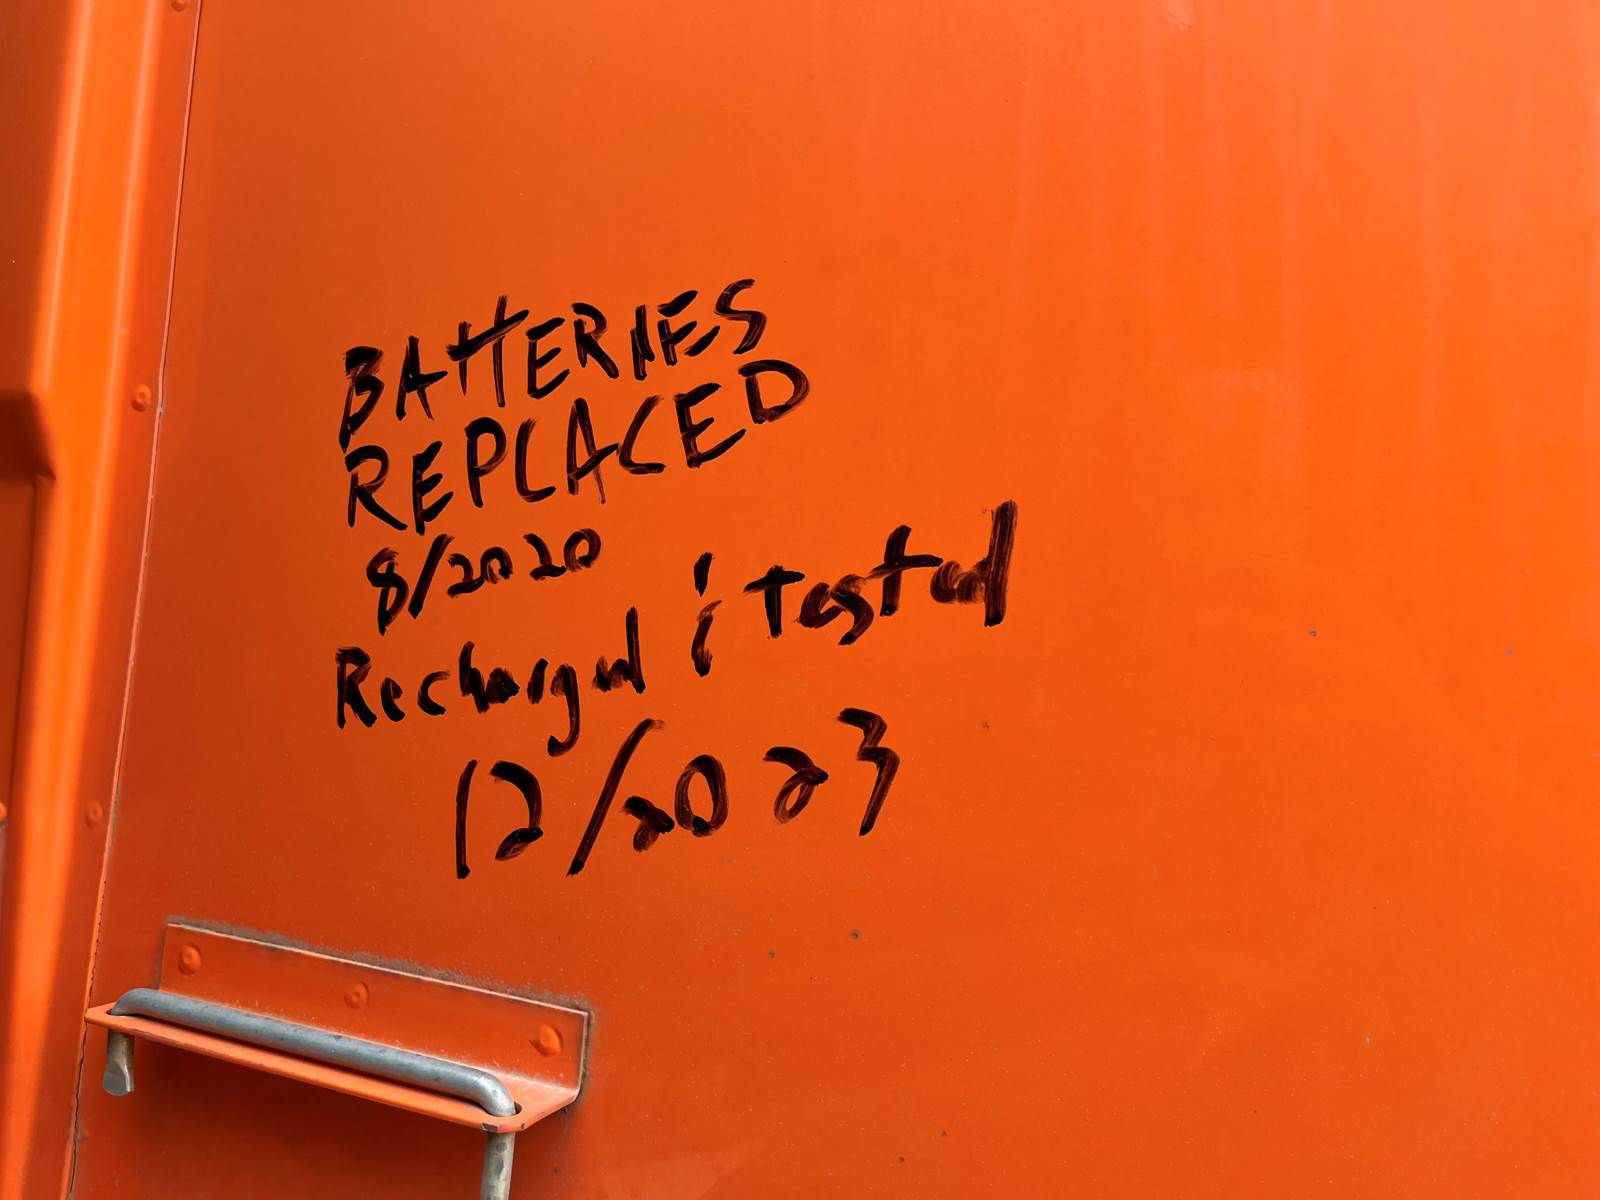 BATTERIES
REPLACED
8/2020
Recharged & Tested
12/2023